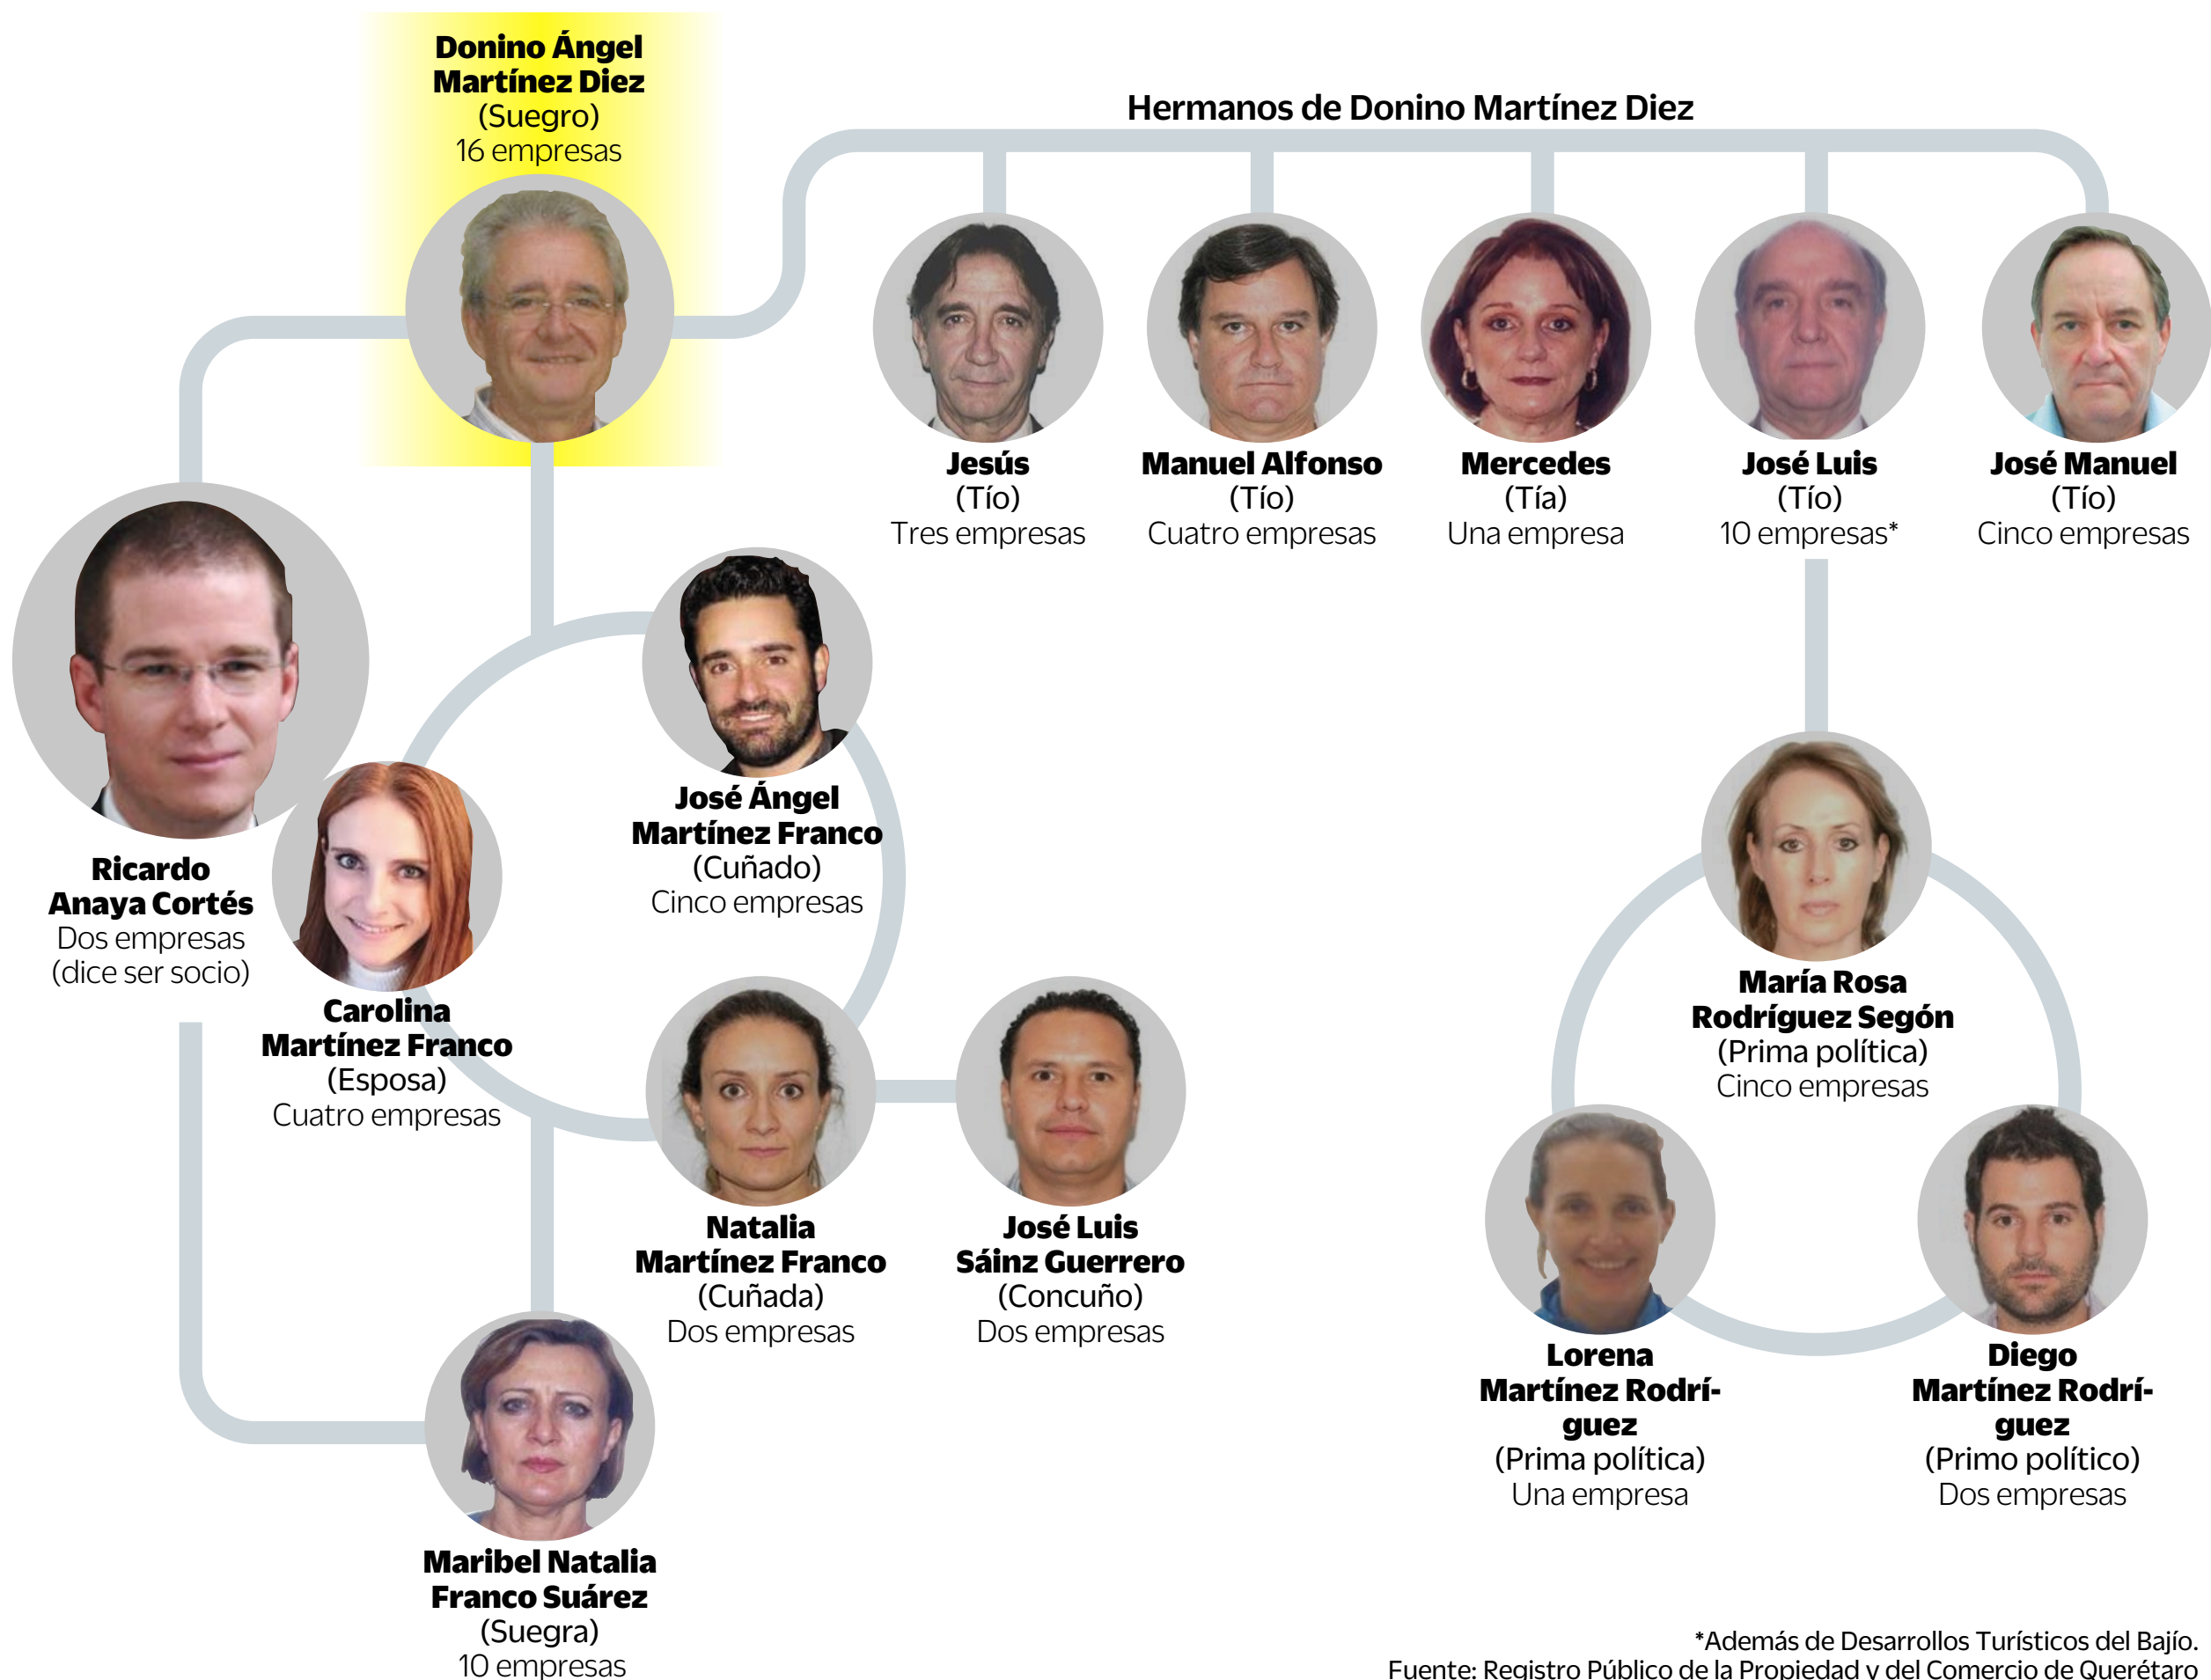 Donino Ángel
Martínez Diez
(Suegro)
16 empresas
Hermanos de Donino Martínez Diez
Jesús
(Tío)
Tres empresas
Manuel Alfonso
(Tío)
Cuatro empresas
Mercedes
(Tía)
Una empresa
José Luis
(Tío)
10 empresas*
José Manuel
(Tío)
Cinco empresas
Ricardo
Anaya Cortés
Dos empresas
(dice ser socio)
Carolina
Martínez Franco
(Esposa)
Cuatro empresas
José Ángel
Martínez Franco
(Cuñado)
Cinco empresas
Natalia
Martínez Franco
(Cuñada)
Dos empresas
José Luis
Sáinz Guerrero
(Concuño)
Dos empresas
Maribel Natalia
Franco Suárez
(Suegra)
10 empresas
María Rosa
Rodríguez Segón
(Prima política)
Cinco empresas
Lorena
Martínez Rodrí-
guez
(Prima política)
Una empresa
Diego
Martínez Rodrí-
guez
(Primo político)
Dos empresas
*Además de Desarrollos Turísticos del Bajío.
Fuente: Registro Público de la Propiedad y del Comercio de Querétaro